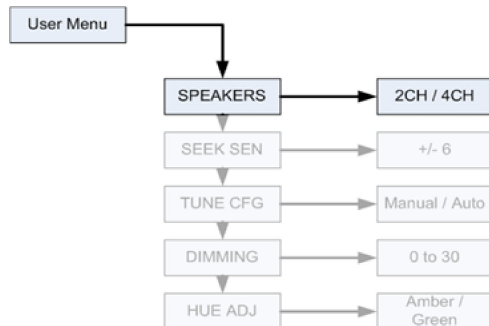 User Menu
SPEAKERS
2CH / 4CH
SEEK SEN
+/- 6
TUNE CFG
Manual / Auto
DIMMING
0 to 30
HUE ADJ
Amber /
Green